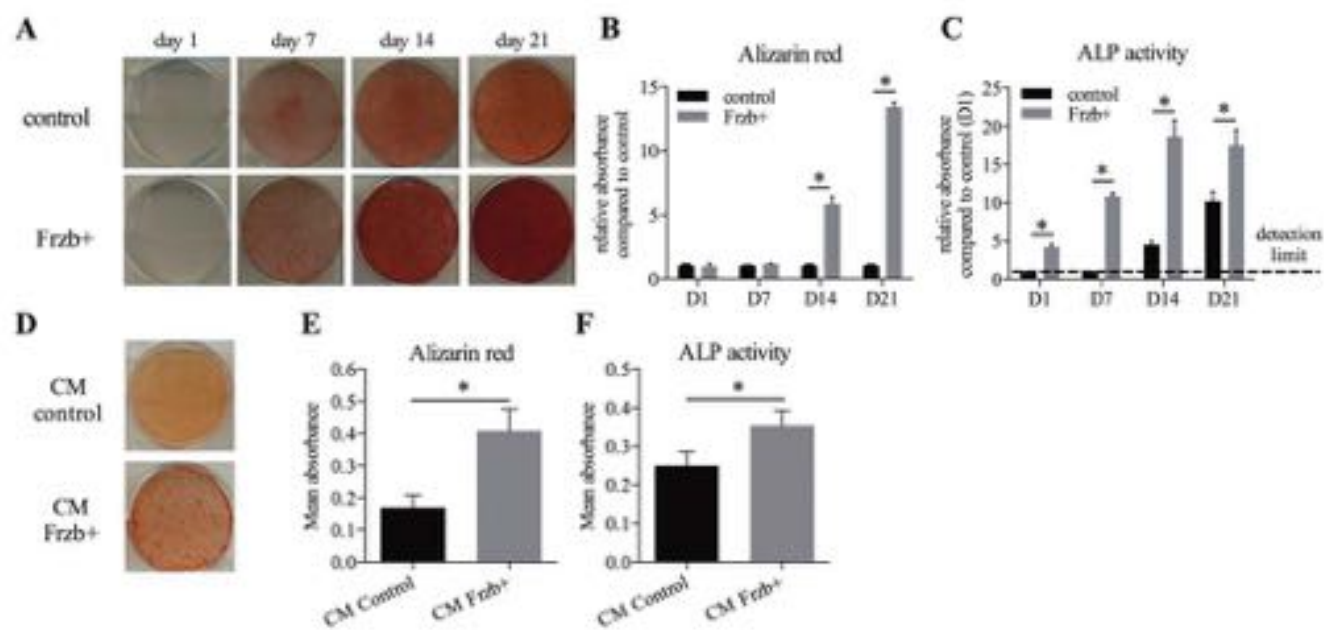 A
day 1 day 7 day 14 day 21
control
Frzb+
B
Alizarin red
relative absorbance
compared to control
15
10
5
0
control
Frzb+
*
*
D1 D7 D14 D21
C
ALP activity
relative absorbance
compared to control (D1)
25
20
15
10
5
0
control
Frzb+
*
*
*
*
detection
limit
D1 D7 D14 D21
D
CM
control
CM
Frzb+
E
Alizarin red
Mean absorbance
0.6
0.5
0.4
0.3
0.2
0.1
0.0
*
CM Control
CM Frzb+
F
ALP activity
Mean absorbance
0.5
0.4
0.3
0.2
0.1
0.0
*
CM Control
CM Frzb+